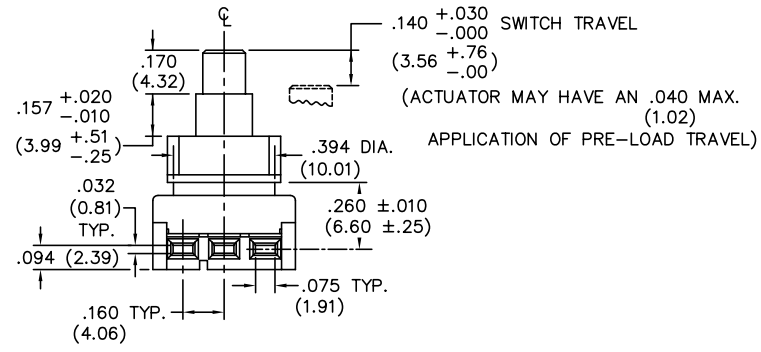 ℄
.140 +.030 -.000 SWITCH TRAVEL
(3.56 +.76 -.00)
(ACTUATOR MAY HAVE AN .040 MAX.
(1.02)
APPLICATION OF PRE-LOAD TRAVEL)
.170
(4.32)
.157 +.020 -.010
(3.99 +.51 -.25)
.394 DIA.
(10.01)
.032
(0.81)
TYP.
.260 ±.010
(6.60 ±.25)
.094 (2.39)
.075 TYP.
(1.91)
.160 TYP.
(4.06)